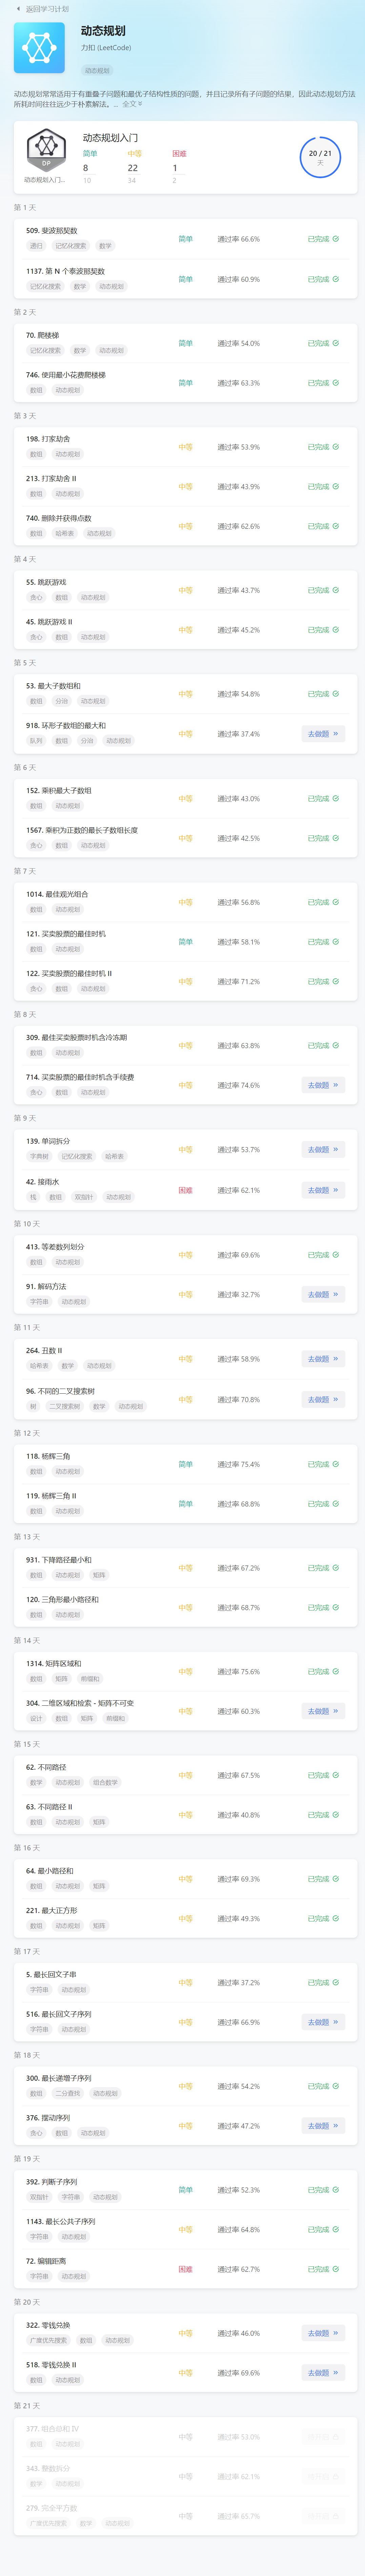 返回学习计划
动态规划
力扣 (LeetCode)
动态规划
动态规划常常适用于有重叠子问题和最优子结构性质的问题，并且记录所有子问题的结果，因此动态规划方法
所耗时间往往远少于朴素解法。... 全文
动态规划入门
简单 中等 困难
8 22 1
10 34 2
DP
动态规划入门...
20 / 21
天
第 1 天
509. 斐波那契数
递归 记忆化搜索 数学
简单 通过率 66.6% 已完成
1137. 第 N 个泰波那契数
记忆化搜索 数学 动态规划
简单 通过率 60.9% 已完成
第 2 天
70. 爬楼梯
记忆化搜索 数学 动态规划
简单 通过率 54.0% 已完成
746. 使用最小花费爬楼梯
数组 动态规划
简单 通过率 63.3% 已完成
第 3 天
198. 打家劫舍
数组 动态规划
中等 通过率 53.9% 已完成
213. 打家劫舍 II
数组 动态规划
中等 通过率 43.9% 已完成
740. 删除并获得点数
数组 哈希表 动态规划
中等 通过率 62.6% 已完成
第 4 天
55. 跳跃游戏
贪心 数组 动态规划
中等 通过率 43.7% 已完成
45. 跳跃游戏 II
贪心 数组 动态规划
中等 通过率 45.2% 已完成
第 5 天
53. 最大子数组和
数组 分治 动态规划
中等 通过率 54.8% 已完成
918. 环形子数组的最大和
队列 数组 分治 动态规划
中等 通过率 37.4% 去做题
第 6 天
152. 乘积最大子数组
数组 动态规划
中等 通过率 43.0% 已完成
1567. 乘积为正数的最长子数组长度
贪心 数组 动态规划
中等 通过率 42.5% 已完成
第 7 天
1014. 最佳观光组合
数组 动态规划
中等 通过率 56.8% 已完成
121. 买卖股票的最佳时机
数组 动态规划
简单 通过率 58.1% 已完成
122. 买卖股票的最佳时机 II
贪心 数组 动态规划
中等 通过率 71.2% 已完成
第 8 天
309. 最佳买卖股票时机含冷冻期
数组 动态规划
中等 通过率 63.8% 已完成
714. 买卖股票的最佳时机含手续费
贪心 数组 动态规划
中等 通过率 74.6% 去做题
第 9 天
139. 单词拆分
字典树 记忆化搜索 哈希表
中等 通过率 53.7% 去做题
42. 接雨水
栈 数组 双指针 动态规划
困难 通过率 62.1% 去做题
第 10 天
413. 等差数列划分
数组 动态规划
中等 通过率 69.6% 已完成
91. 解码方法
字符串 动态规划
中等 通过率 32.7% 去做题
第 11 天
264. 丑数 II
哈希表 数学 动态规划
中等 通过率 58.9% 去做题
96. 不同的二叉搜索树
树 二叉搜索树 数学 动态规划
中等 通过率 70.8% 去做题
第 12 天
118. 杨辉三角
数组 动态规划
简单 通过率 75.4% 已完成
119. 杨辉三角 II
数组 动态规划
简单 通过率 68.8% 已完成
第 13 天
931. 下降路径最小和
数组 动态规划 矩阵
中等 通过率 67.2% 已完成
120. 三角形最小路径和
数组 动态规划
中等 通过率 68.7% 已完成
第 14 天
1314. 矩阵区域和
数组 矩阵 前缀和
中等 通过率 75.6% 已完成
304. 二维区域和检索 - 矩阵不可变
设计 数组 矩阵 前缀和
中等 通过率 60.3% 去做题
第 15 天
62. 不同路径
数学 动态规划 组合数学
中等 通过率 67.5% 已完成
63. 不同路径 II
数组 动态规划 矩阵
中等 通过率 40.8% 已完成
第 16 天
64. 最小路径和
数组 动态规划 矩阵
中等 通过率 69.3% 已完成
221. 最大正方形
数组 动态规划 矩阵
中等 通过率 49.3% 已完成
第 17 天
5. 最长回文子串
字符串 动态规划
中等 通过率 37.2% 已完成
516. 最长回文子序列
字符串 动态规划
中等 通过率 66.9% 去做题
第 18 天
300. 最长递增子序列
数组 二分查找 动态规划
中等 通过率 54.2% 已完成
376. 摆动序列
贪心 数组 动态规划
中等 通过率 47.2% 去做题
第 19 天
392. 判断子序列
双指针 字符串 动态规划
简单 通过率 52.3% 已完成
1143. 最长公共子序列
字符串 动态规划
中等 通过率 64.8% 已完成
72. 编辑距离
字符串 动态规划
困难 通过率 62.7% 已完成
第 20 天
322. 零钱兑换
广度优先搜索 数组 动态规划
中等 通过率 46.0% 去做题
518. 零钱兑换 II
数组 动态规划
中等 通过率 69.6% 去做题
第 21 天
377. 组合总和 Ⅳ
数组 动态规划
中等 通过率 53.0%
343. 整数拆分
数学 动态规划
中等 通过率 62.1%
279. 完全平方数
广度优先搜索 数学 动态规划
中等 通过率 65.7%